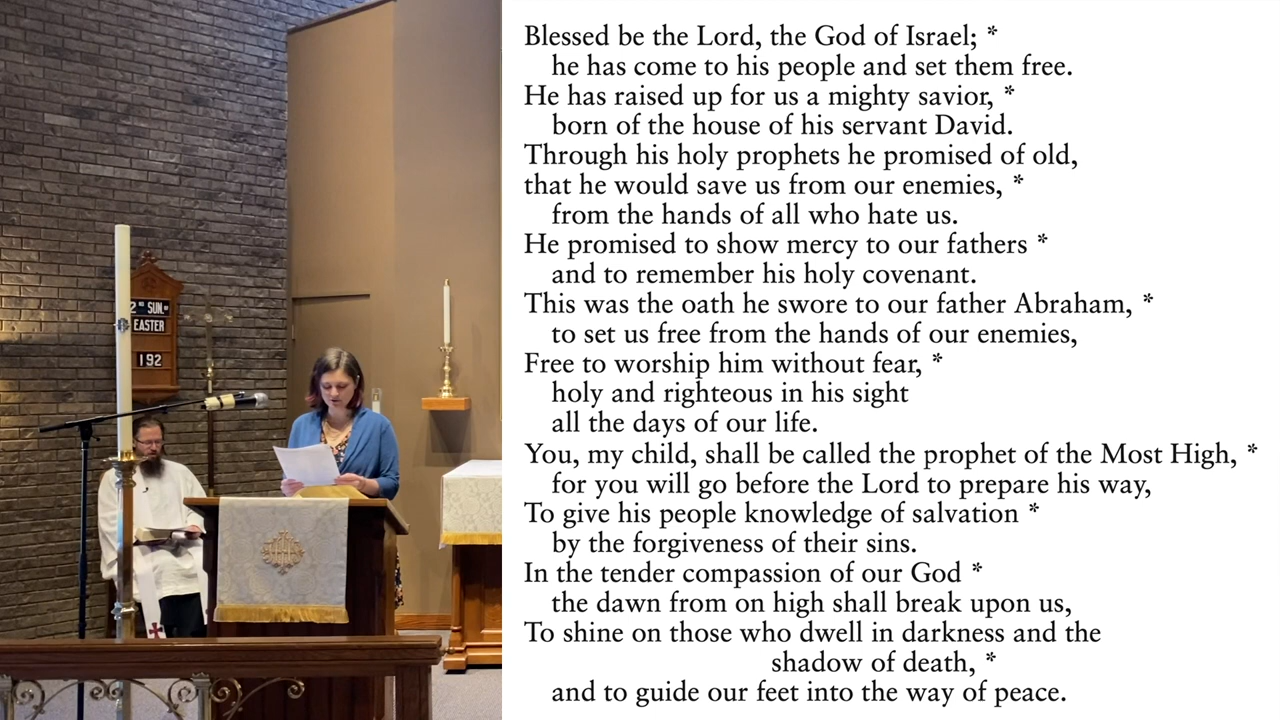 2ND SUN. OF
EASTER
192
Blessed be the Lord, the God of Israel; *
he has come to his people and set them free.
He has raised up for us a mighty savior, *
born of the house of his servant David.
Through his holy prophets he promised of old,
that he would save us from our enemies, *
from the hands of all who hate us.
He promised to show mercy to our fathers *
and to remember his holy covenant.
This was the oath he swore to our father Abraham, *
to set us free from the hands of our enemies,
Free to worship him without fear, *
holy and righteous in his sight
all the days of our life.
You, my child, shall be called the prophet of the Most High, *
for you will go before the Lord to prepare his way,
To give his people knowledge of salvation *
by the forgiveness of their sins.
In the tender compassion of our God *
the dawn from on high shall break upon us,
To shine on those who dwell in darkness and the
shadow of death, *
and to guide our feet into the way of peace.